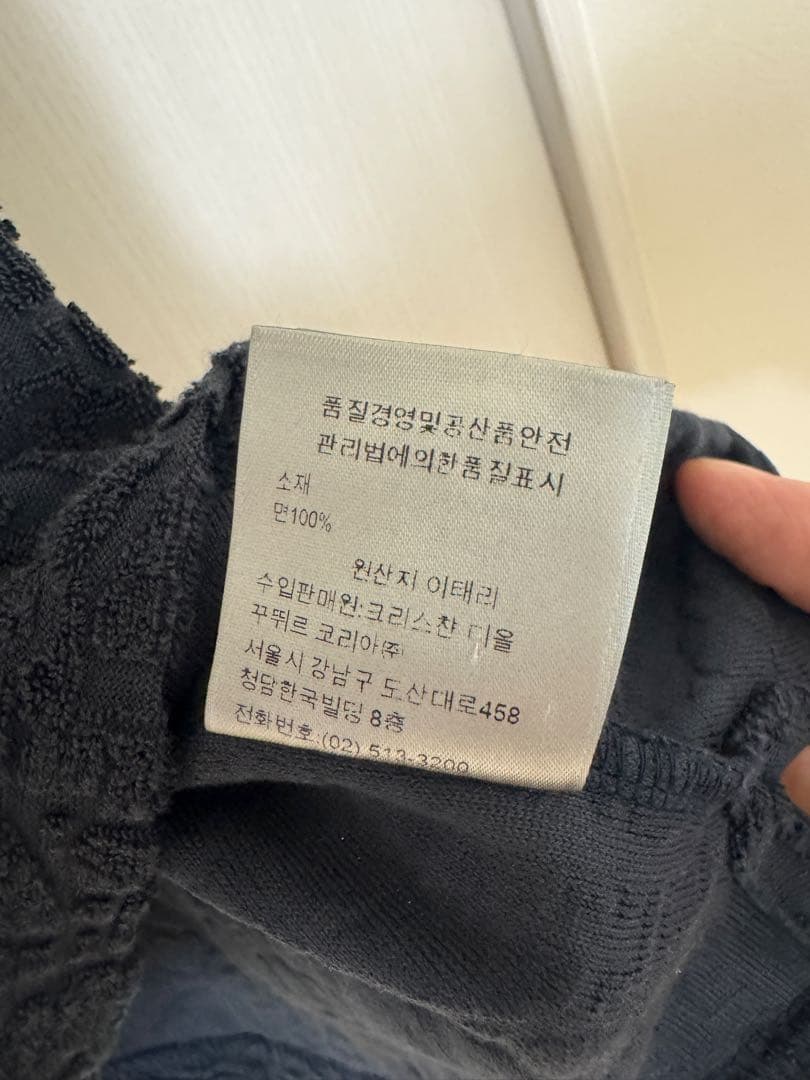 품질경영및공산품안전
관리법에의한품질표시
소재
면100%
원산지 이태리
수입판매원:크리스챤 디올
꾸뛰르 코리아(주)
서울시 강남구 도산대로458
청담한국빌딩 8층
전화번호:(02) 513-3200